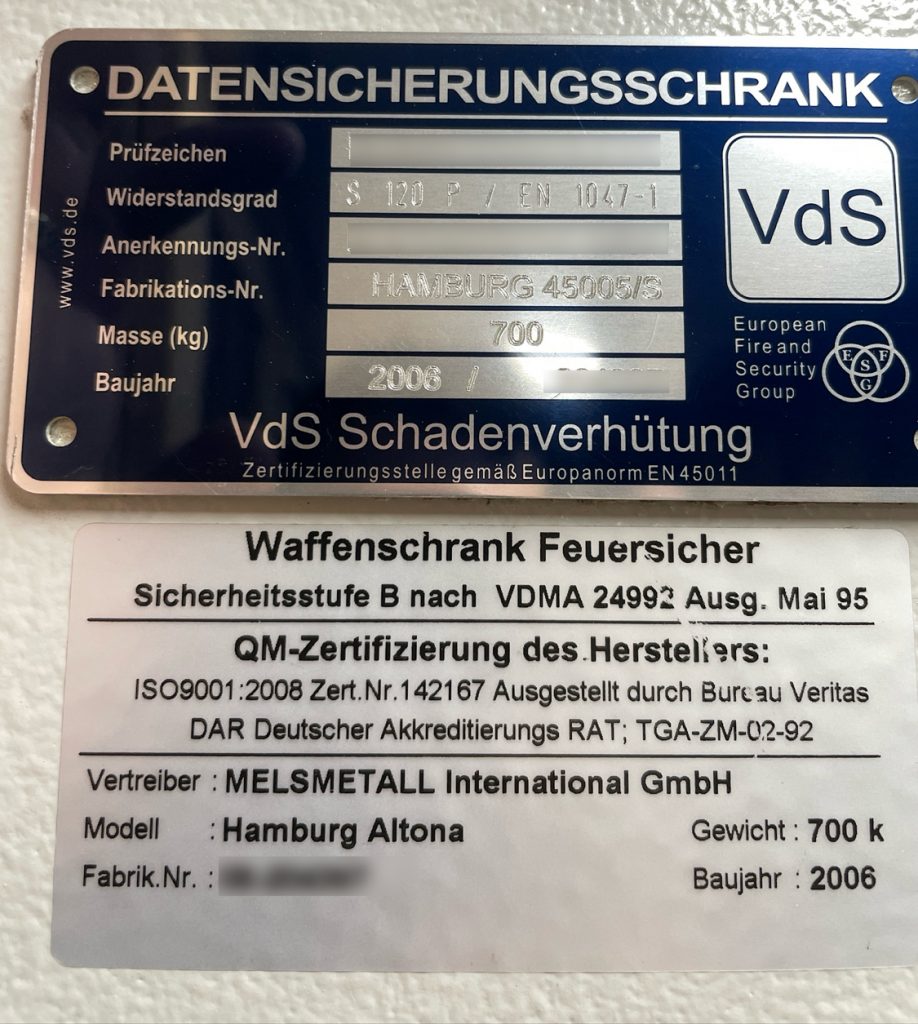 DATENSICHERUNGSSCHRANK
www.vds.de
Prüfzeichen
Widerstandsgrad S 120 P / EN 1047-1
Anerkennungs-Nr.
Fabrikations-Nr. HAMBURG 45005/S
Masse (kg) 700
Baujahr 2006 /
VdS
European
Fire and
Security
Group
E F
S
G
VdS Schadenverhütung
Zertifizierungsstelle gemäß Europanorm EN 45011
Waffenschrank Feuersicher
Sicherheitsstufe B nach VDMA 24992 Ausg. Mai 95
QM-Zertifizierung des Herstellers:
ISO9001:2008 Zert.Nr.142167 Ausgestellt durch Bureau Veritas
DAR Deutscher Akkreditierungs RAT; TGA-ZM-02-92
Vertreiber : MELSMETALL International GmbH
Modell : Hamburg Altona Gewicht : 700 k
Fabrik.Nr. : Baujahr : 2006